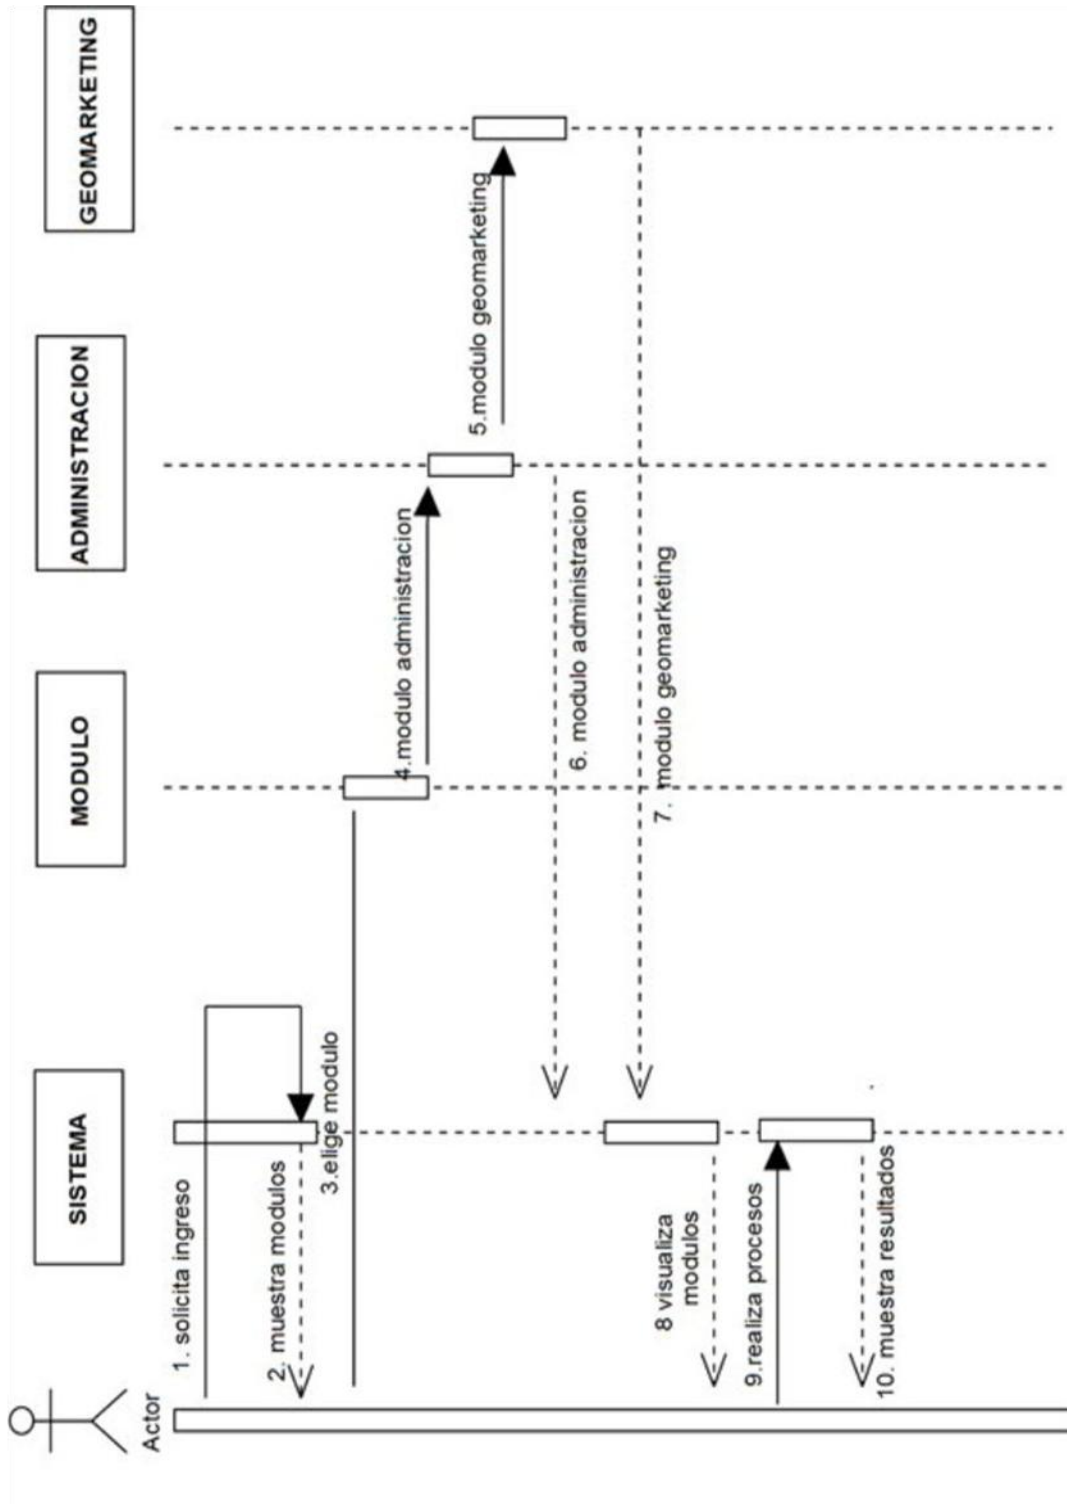 Actor
SISTEMA
MODULO
ADMINISTRACION
GEOMARKETING
1. solicita ingreso
2. muestra modulos
3.elige modulo
4.modulo administracion
5.modulo geomarketing
6. modulo administracion
7. modulo geomarketing
8 visualiza
modulos
9.realiza procesos
10. muestra resultados